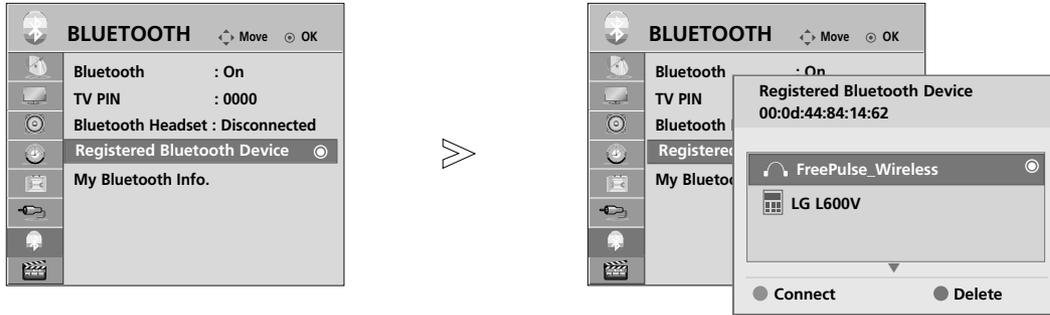 BLUETOOTH Move OK
Bluetooth : On
TV PIN : 0000
Bluetooth Headset : Disconnected
Registered Bluetooth Device
My Bluetooth Info.
BLUETOOTH Move OK
Bluetooth : On
TV PIN
Bluetooth
Registere
My Bluetoo
Registered Bluetooth Device
00:0d:44:84:14:62
FreePulse_Wireless
LG L600V
Connect Delete